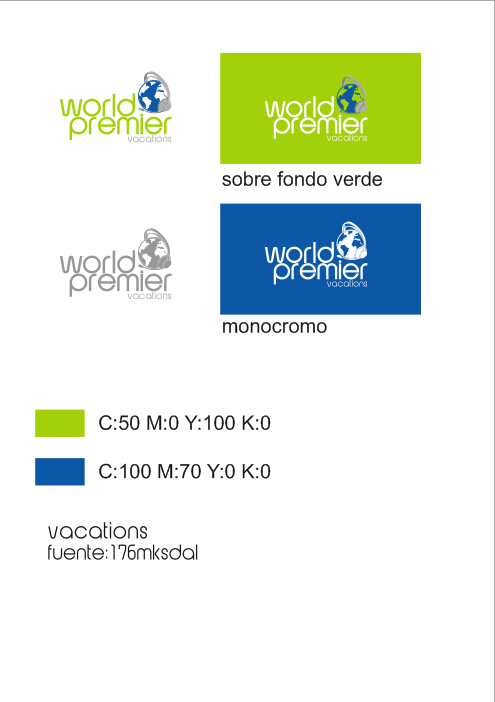 world
premier
vacations
world
premier
vacations
sobre fondo verde
world
premier
vacations
world
premier
vacations
monocromo
C:50 M:0 Y:100 K:0
C:100 M:70 Y:0 K:0
vacations
fuente:176mksdal